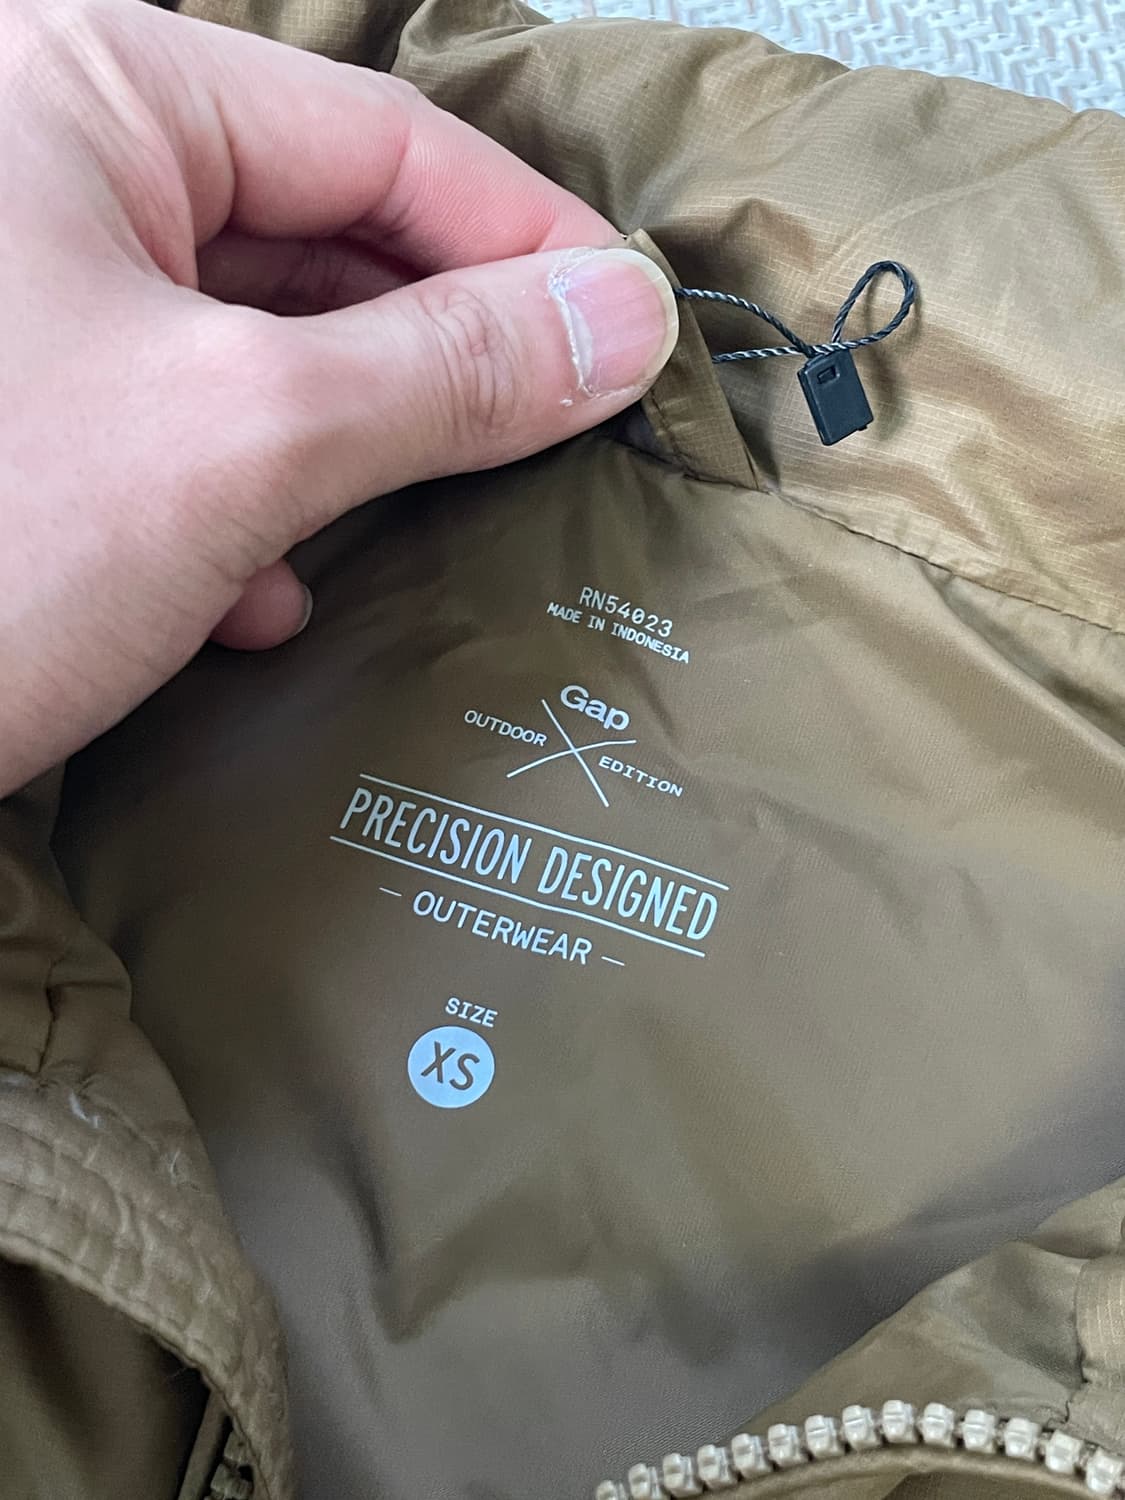 RN54023
MADE IN INDONESIA
Gap
OUTDOOR EDITION
PRECISION DESIGNED
— OUTERWEAR —
SIZE
XS